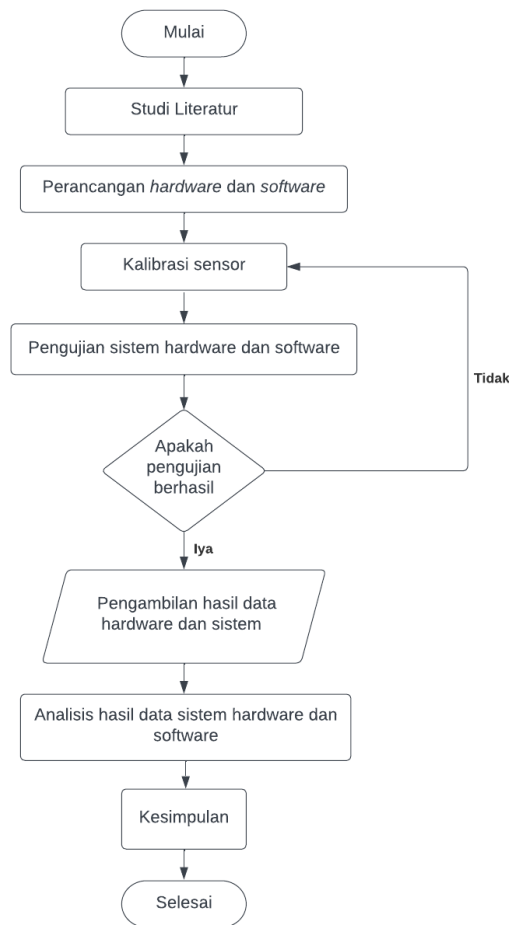 Mulai
Studi Literatur
Perancangan hardware dan software
Kalibrasi sensor
Pengujian sistem hardware dan software
Tidak
Apakah
pengujian
berhasil
Iya
Pengambilan hasil data
hardware dan sistem
Analisis hasil data sistem hardware dan
software
Kesimpulan
Selesai